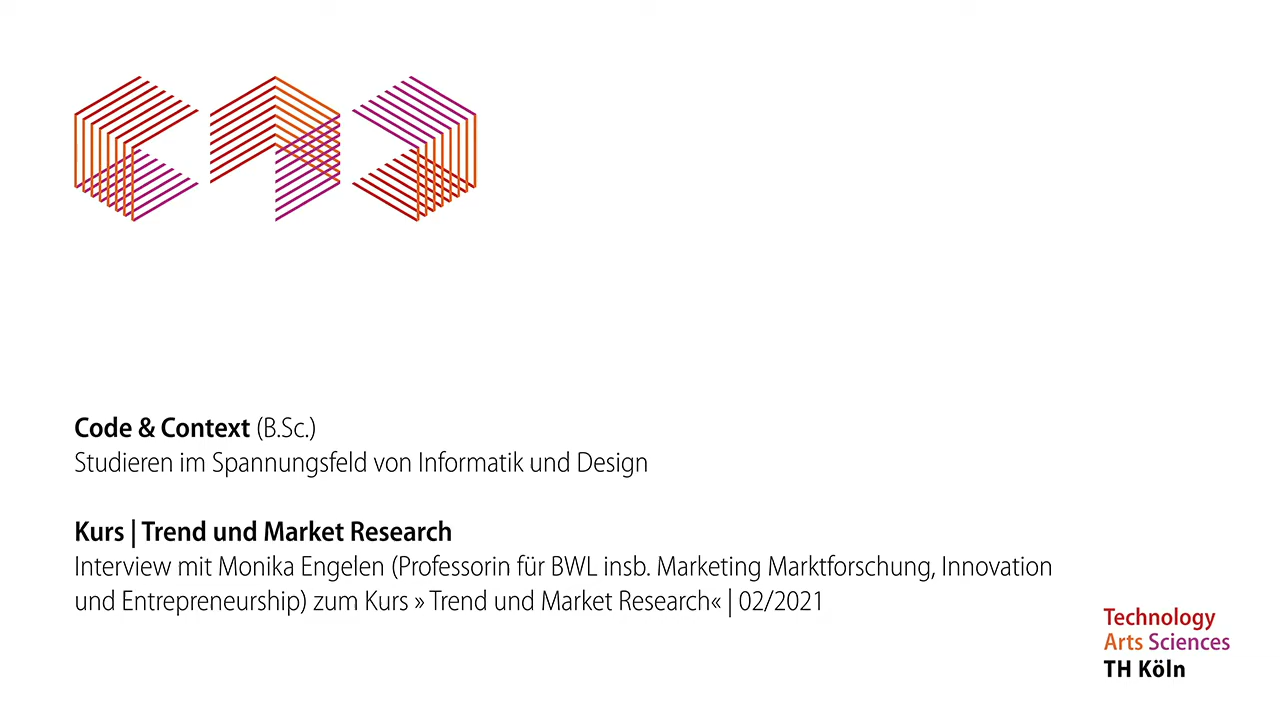 Code & Context (B.Sc.)
Studieren im Spannungsfeld von Informatik und Design
Kurs | Trend und Market Research
Interview mit Monika Engelen (Professorin für BWL insb. Marketing Marktforschung, Innovation
und Entrepreneurship) zum Kurs » Trend und Market Research« | 02/2021
Technology
Arts Sciences
TH Köln